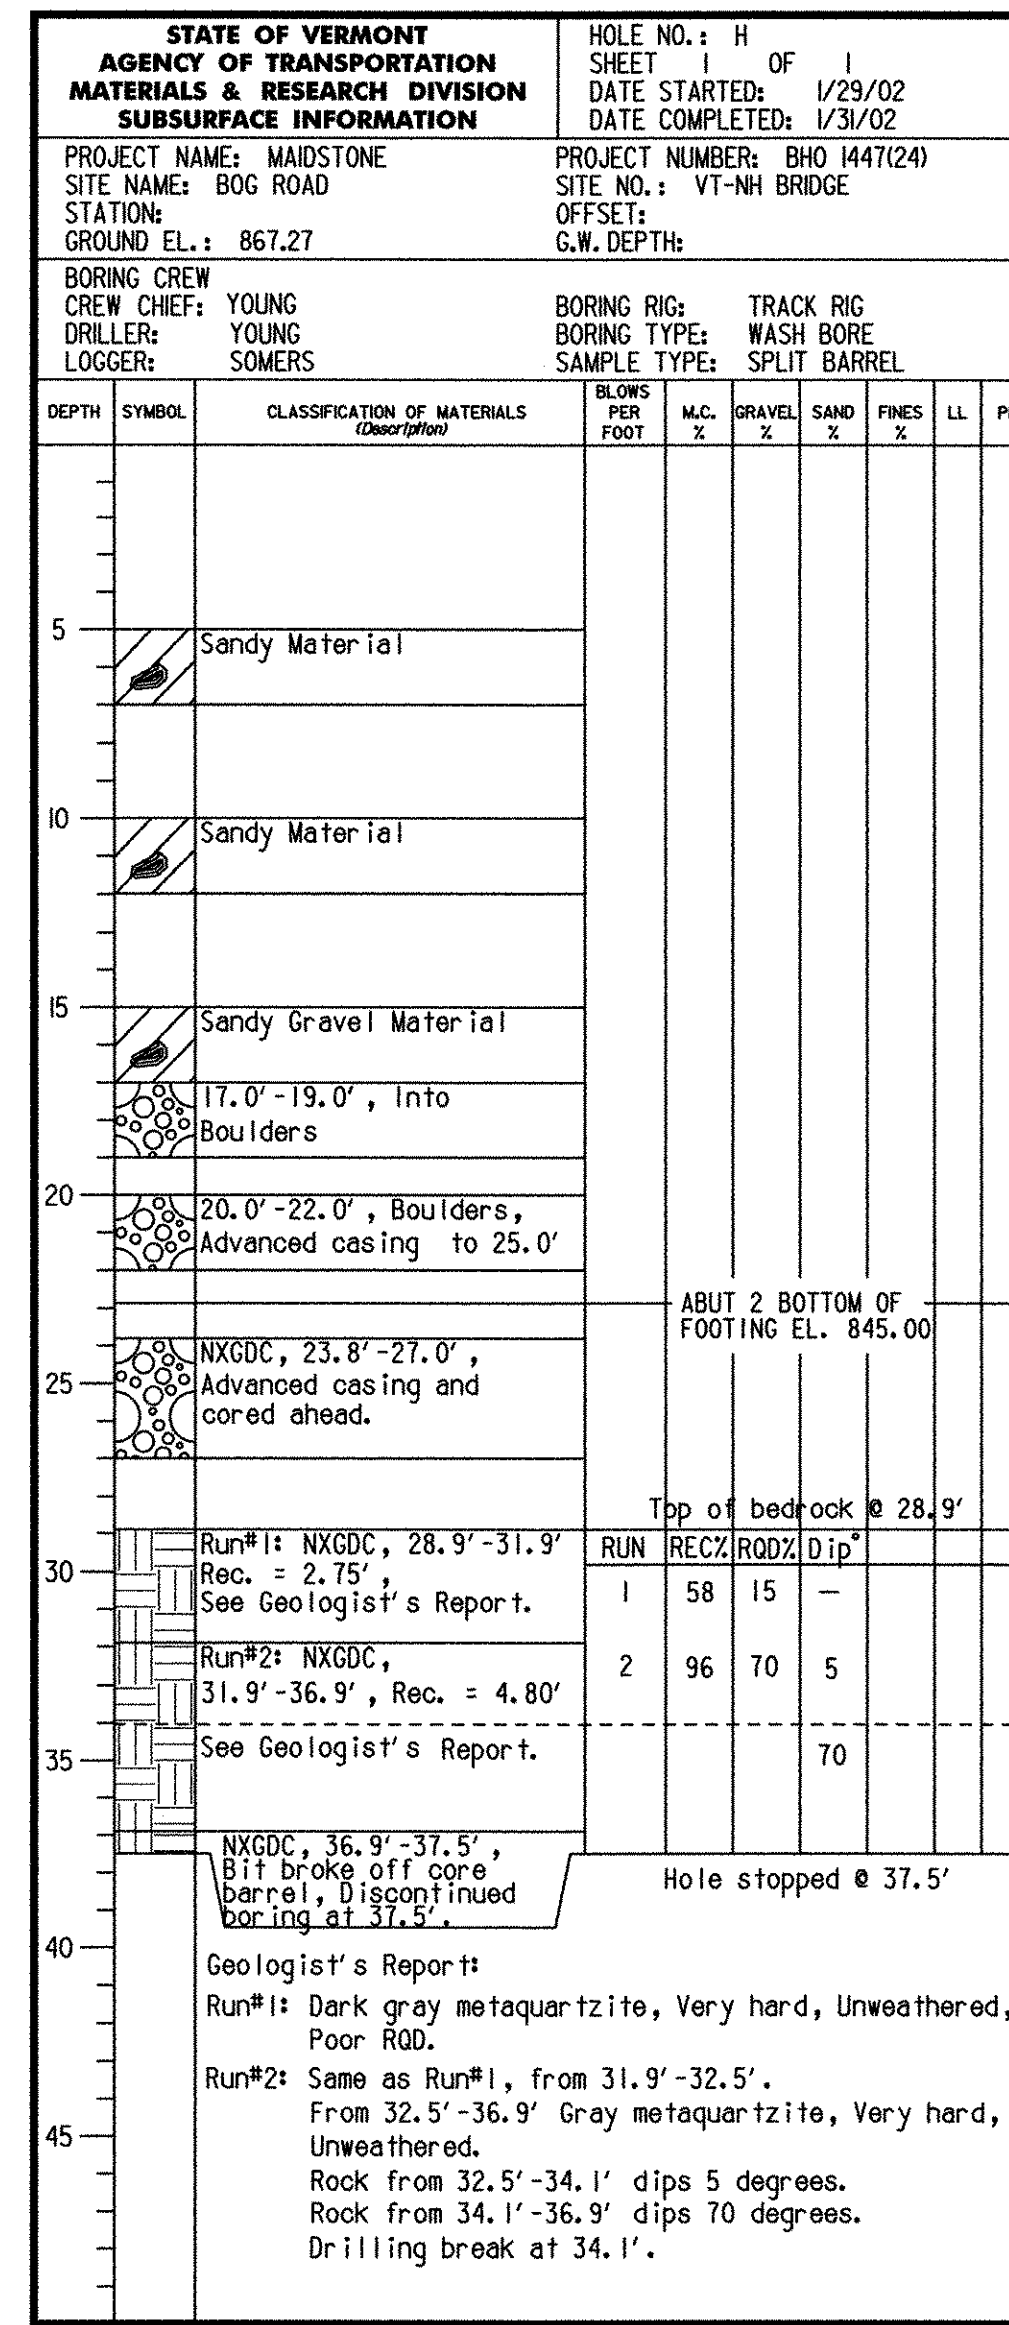 STATE OF VERMONT
AGENCY OF TRANSPORTATION
MATERIALS & RESEARCH DIVISION
SUBSURFACE INFORMATION
HOLE NO.: H
SHEET 1 OF 1
DATE STARTED: 1/29/02
DATE COMPLETED: 1/31/02
PROJECT NAME: MAIDSTONE
SITE NAME: BOG ROAD
STATION:
GROUND EL.: 867.27
PROJECT NUMBER: BHO 1447(24)
SITE NO.: VT-NH BRIDGE
OFFSET:
G.W. DEPTH:
BORING CREW
CREW CHIEF: YOUNG
DRILLER: YOUNG
LOGGER: SOMERS
BORING RIG: TRACK RIG
BORING TYPE: WASH BORE
SAMPLE TYPE: SPLIT BARREL
DEPTH SYMBOL CLASSIFICATION OF MATERIALS (Description) BLOWS PER FOOT M.C. % GRAVEL % SAND % FINES % LL
5 Sandy Material
10 Sandy Material
15 Sandy Gravel Material
17.0'-19.0', Into
Boulders
20 20.0'-22.0', Boulders,
Advanced casing to 25.0'
ABUT 2 BOTTOM OF
FOOTING EL. 845.00
NXGDC, 23.8'-27.0',
25 Advanced casing and
cored ahead.
Top of bedrock @ 28.9'
Run#1: NXGDC, 28.9'-31.9' RUN REC% RQD% Dip°
30 Rec. = 2.75',
See Geologist's Report. 1 58 15 —
Run#2: NXGDC, 2 96 70 5
31.9'-36.9', Rec. = 4.80'
35 See Geologist's Report. 70
NXGDC, 36.9'-37.5',
Bit broke off core
barrel, Discontinued
boring at 37.5'.
Hole stopped @ 37.5'
40
Geologist's Report:
Run#1: Dark gray metaquartzite, Very hard, Unweathered,
Poor RQD.
Run#2: Same as Run#1, from 31.9'-32.5'.
From 32.5'-36.9' Gray metaquartzite, Very hard,
45 Unweathered.
Rock from 32.5'-34.1' dips 5 degrees.
Rock from 34.1'-36.9' dips 70 degrees.
Drilling break at 34.1'.